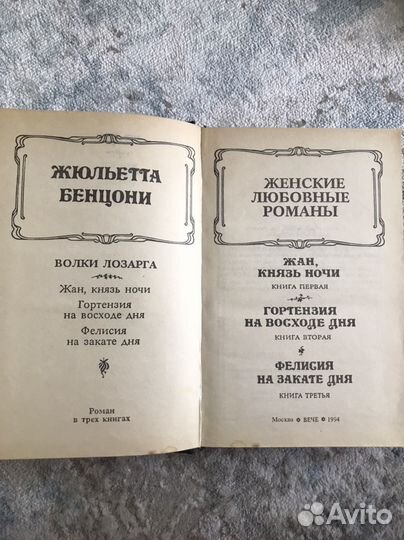 ЖЮЛЬЕТТА
БЕНЦОНИ
ВОЛКИ ЛОЗАРГА
Жан, князь ночи
Гортензия
на восходе дня
Фелисия
на закате дня
Роман
в трех книгах
ЖЕНСКИЕ
ЛЮБОВНЫЕ
РОМАНЫ
ЖАН,
КНЯЗЬ НОЧИ
КНИГА ПЕРВАЯ
ГОРТЕНЗИЯ
НА ВОСХОДЕ ДНЯ
КНИГА ВТОРАЯ
ФЕЛИСИЯ
НА ЗАКАТЕ ДНЯ
КНИГА ТРЕТЬЯ
Москва ВЕЧЕ 1994
Avito